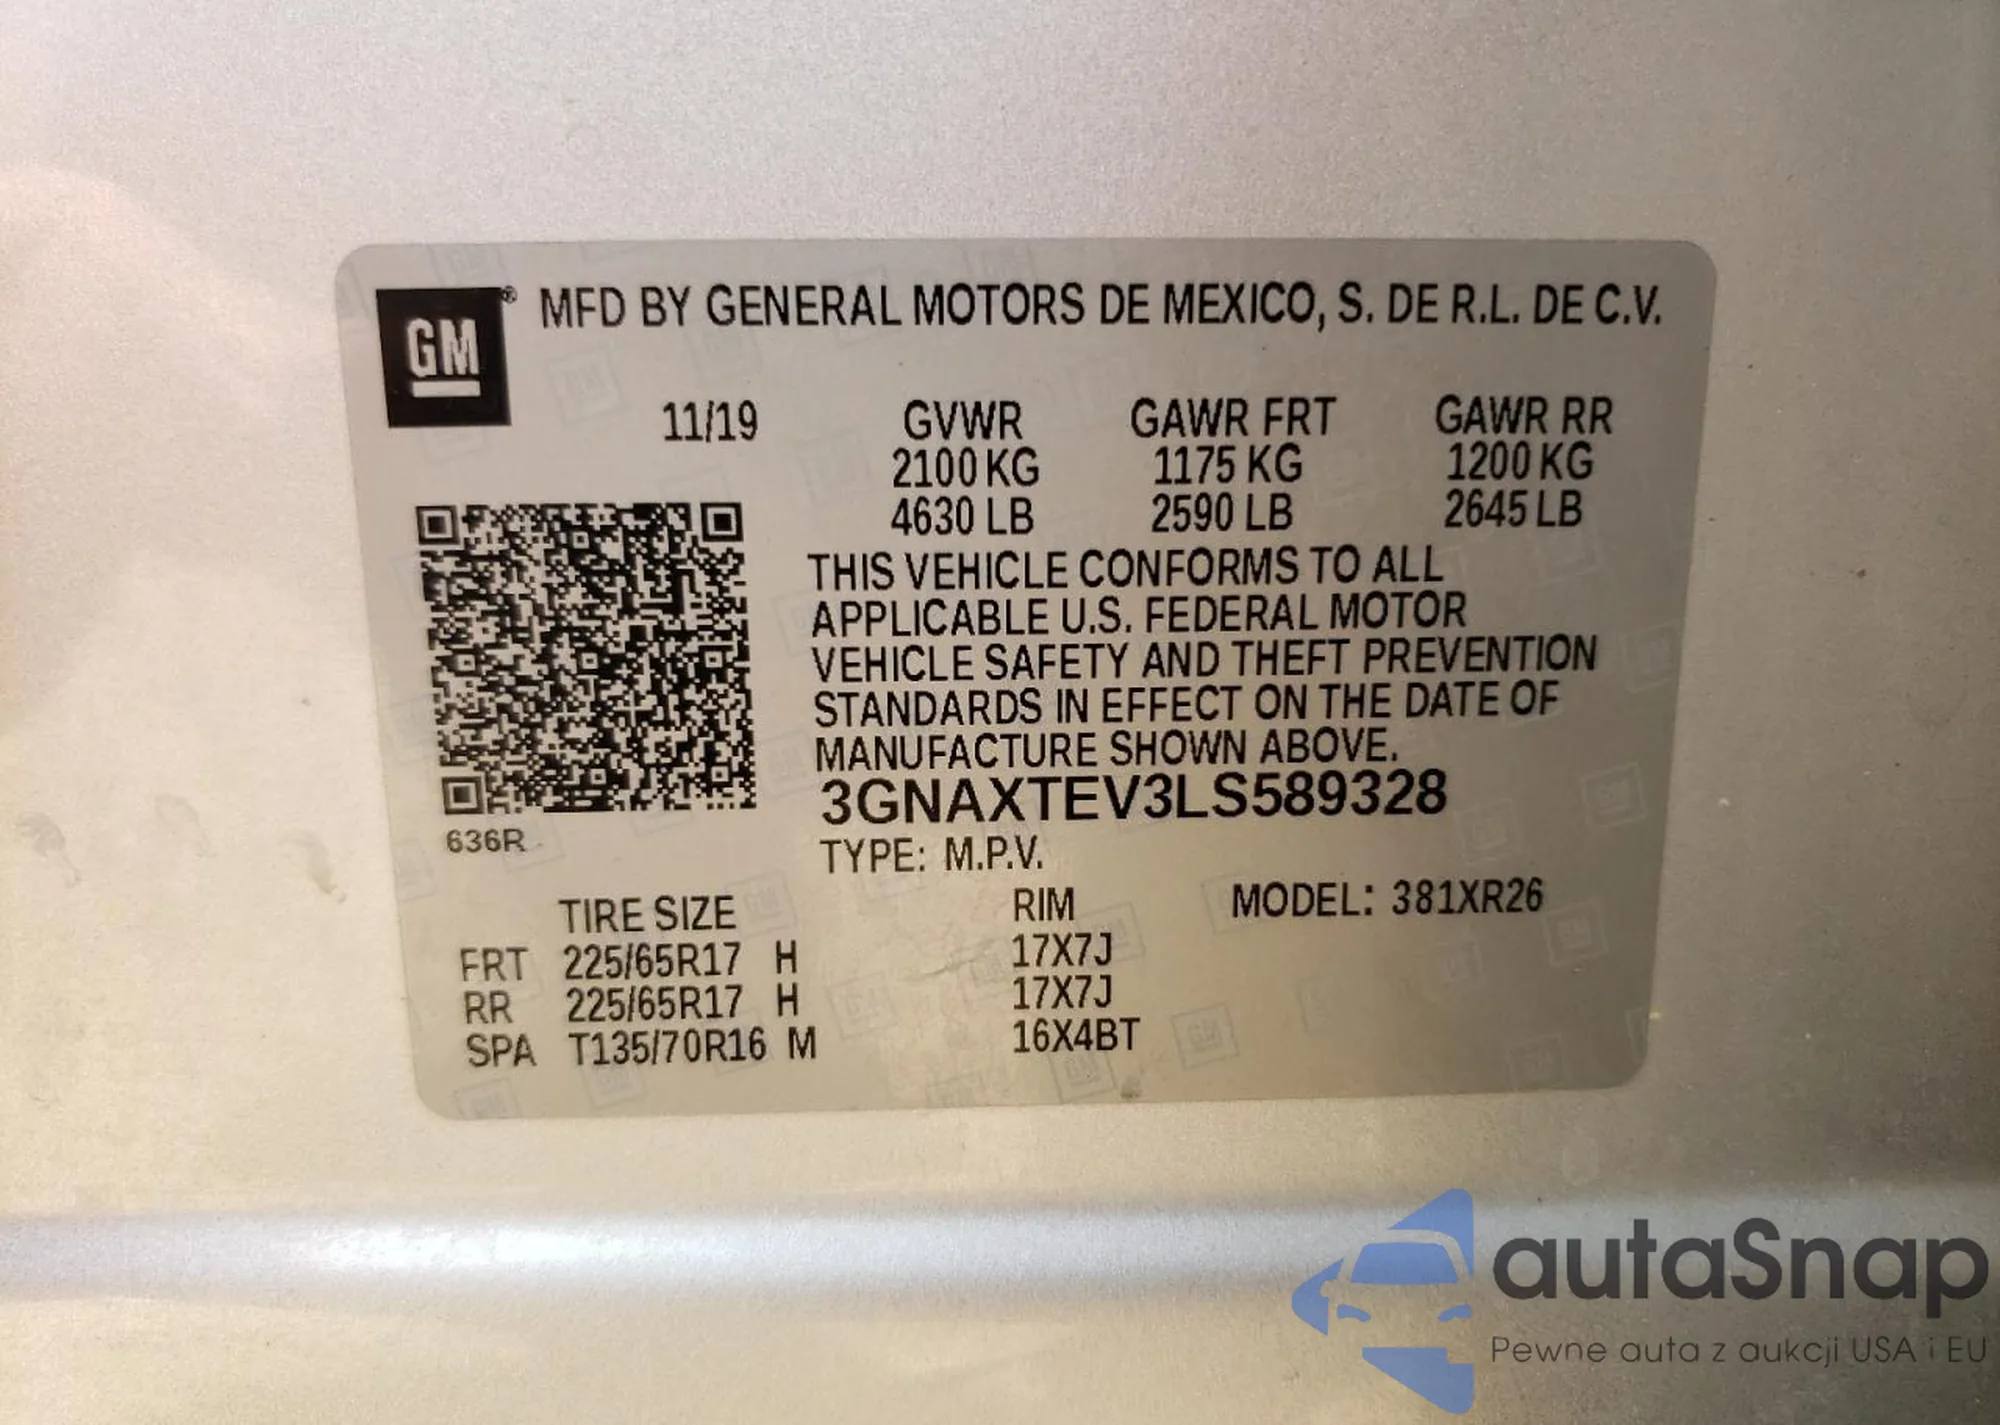 GM® MFD BY GENERAL MOTORS DE MEXICO, S. DE R.L. DE C.V.
11/19 GVWR GAWR FRT GAWR RR
2100 KG 1175 KG 1200 KG
4630 LB 2590 LB 2645 LB
THIS VEHICLE CONFORMS TO ALL
APPLICABLE U.S. FEDERAL MOTOR
VEHICLE SAFETY AND THEFT PREVENTION
STANDARDS IN EFFECT ON THE DATE OF
MANUFACTURE SHOWN ABOVE.
3GNAXTEV3LS589328
636R
TYPE: M.P.V.
TIRE SIZE RIM MODEL: 381XR26
FRT 225/65R17 H 17X7J
RR 225/65R17 H 17X7J
SPA T135/70R16 M 16X4BT
autaSnap
Pewne auta z aukcji USA i EU